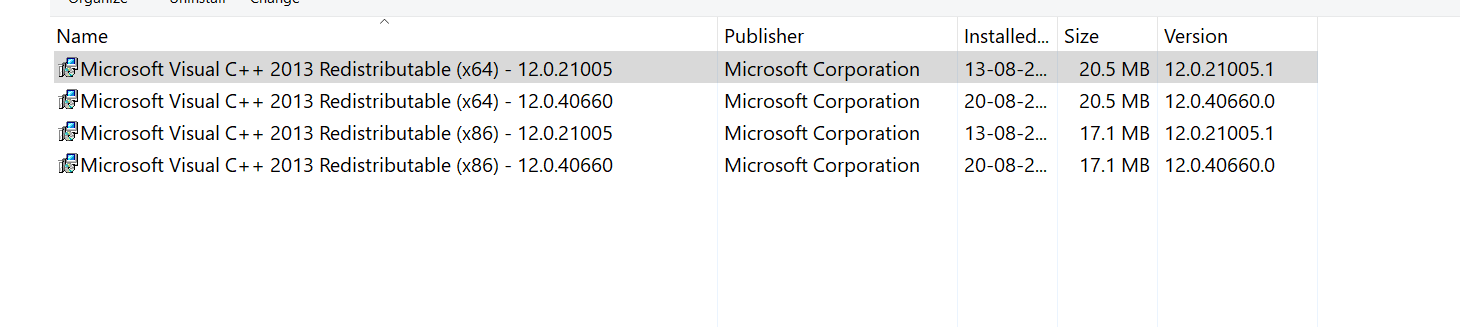 Organize Uninstall Change
Name Publisher Installed... Size Version
Microsoft Visual C++ 2013 Redistributable (x64) - 12.0.21005 Microsoft Corporation 13-08-2... 20.5 MB 12.0.21005.1
Microsoft Visual C++ 2013 Redistributable (x64) - 12.0.40660 Microsoft Corporation 20-08-2... 20.5 MB 12.0.40660.0
Microsoft Visual C++ 2013 Redistributable (x86) - 12.0.21005 Microsoft Corporation 13-08-2... 17.1 MB 12.0.21005.1
Microsoft Visual C++ 2013 Redistributable (x86) - 12.0.40660 Microsoft Corporation 20-08-2... 17.1 MB 12.0.40660.0